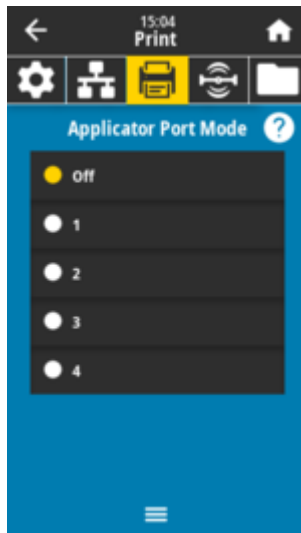 15:04
Print
Applicator Port Mode ?
Off
1
2
3
4